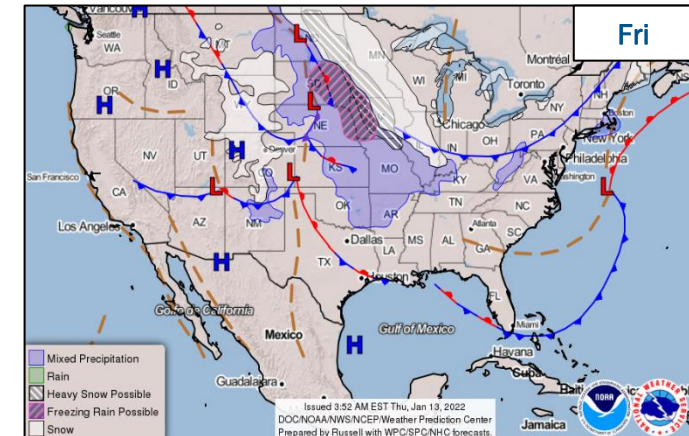 Fri
Vancouver
Seattle
WA
MT
MN
Montréal
OR
ID
WI
MI
Toronto
NY
NH
Boston
Chicago
NE
IN
OH
PA
New York
Philadelphia
Washington
NV
UT
Denver
CO
KS
MO
KY
VA
San Francisco
CA
AZ
NM
OK
AR
TN
NC
Los Angeles
Dallas
MS
AL
Atlanta
GA
SC
TX
LA
Houston
FL
Miami
Golfo de California
Mexico
Gulf of Mexico
Havana
Cuba
Guadalajara
Jamaica
H
H
H
H
H
H
L
L
L
L
L
Mixed Precipitation
Rain
Heavy Snow Possible
Freezing Rain Possible
Snow
Issued 3:52 AM EST Thu, Jan 13, 2022
DOC/NOAA/NWS/NCEP/Weather Prediction Center
Prepared by Russell with WPC/SPC/NHC forecasts.
NOAA